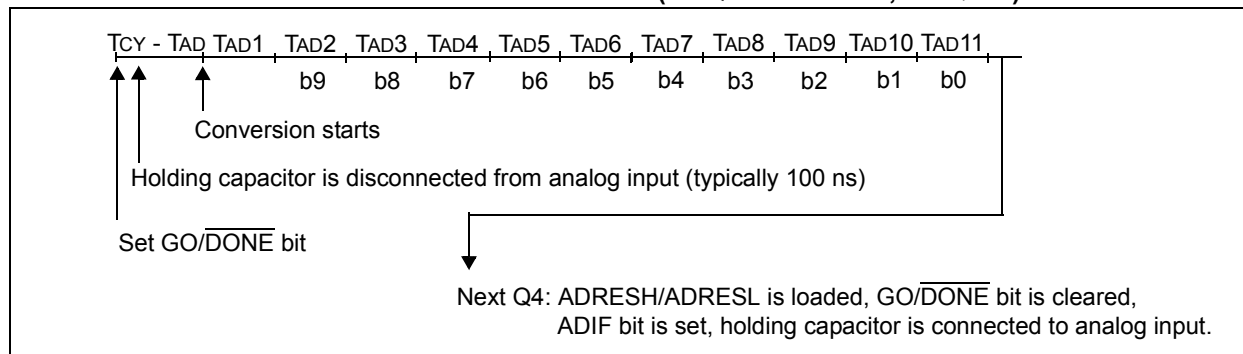 TCY - TAD TAD1 TAD2 TAD3 TAD4 TAD5 TAD6 TAD7 TAD8 TAD9 TAD10 TAD11
b9 b8 b7 b6 b5 b4 b3 b2 b1 b0
Conversion starts
Holding capacitor is disconnected from analog input (typically 100 ns)
Set GO/DONE bit
Next Q4: ADRESH/ADRESL is loaded, GO/DONE bit is cleared,
ADIF bit is set, holding capacitor is connected to analog input.